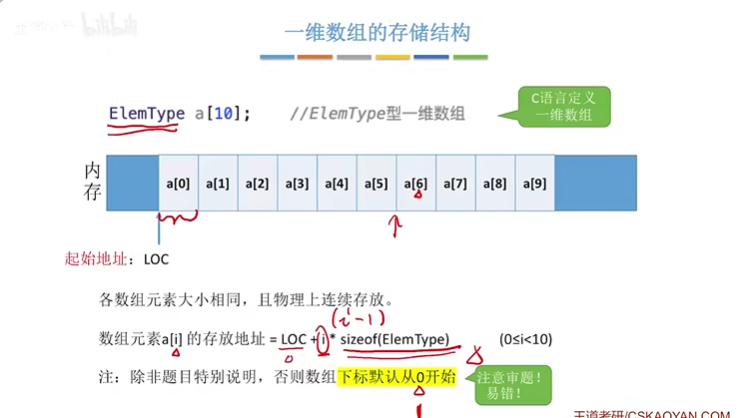 bilibili
一维数组的存储结构
ElemType a[10]; //ElemType型一维数组
C语言定义
一维数组
内存
a[0] a[1] a[2] a[3] a[4] a[5] a[6] a[7] a[8] a[9]
起始地址：LOC
各数组元素大小相同，且物理上连续存放。
(i-1)
数组元素a[i] 的存放地址 = LOC + i * sizeof(ElemType) (0≤i<10)
0
注：除非题目特别说明，否则数组下标默认从0开始
注意审题！
易错！
1
王道考研/CSKAOYAN.COM